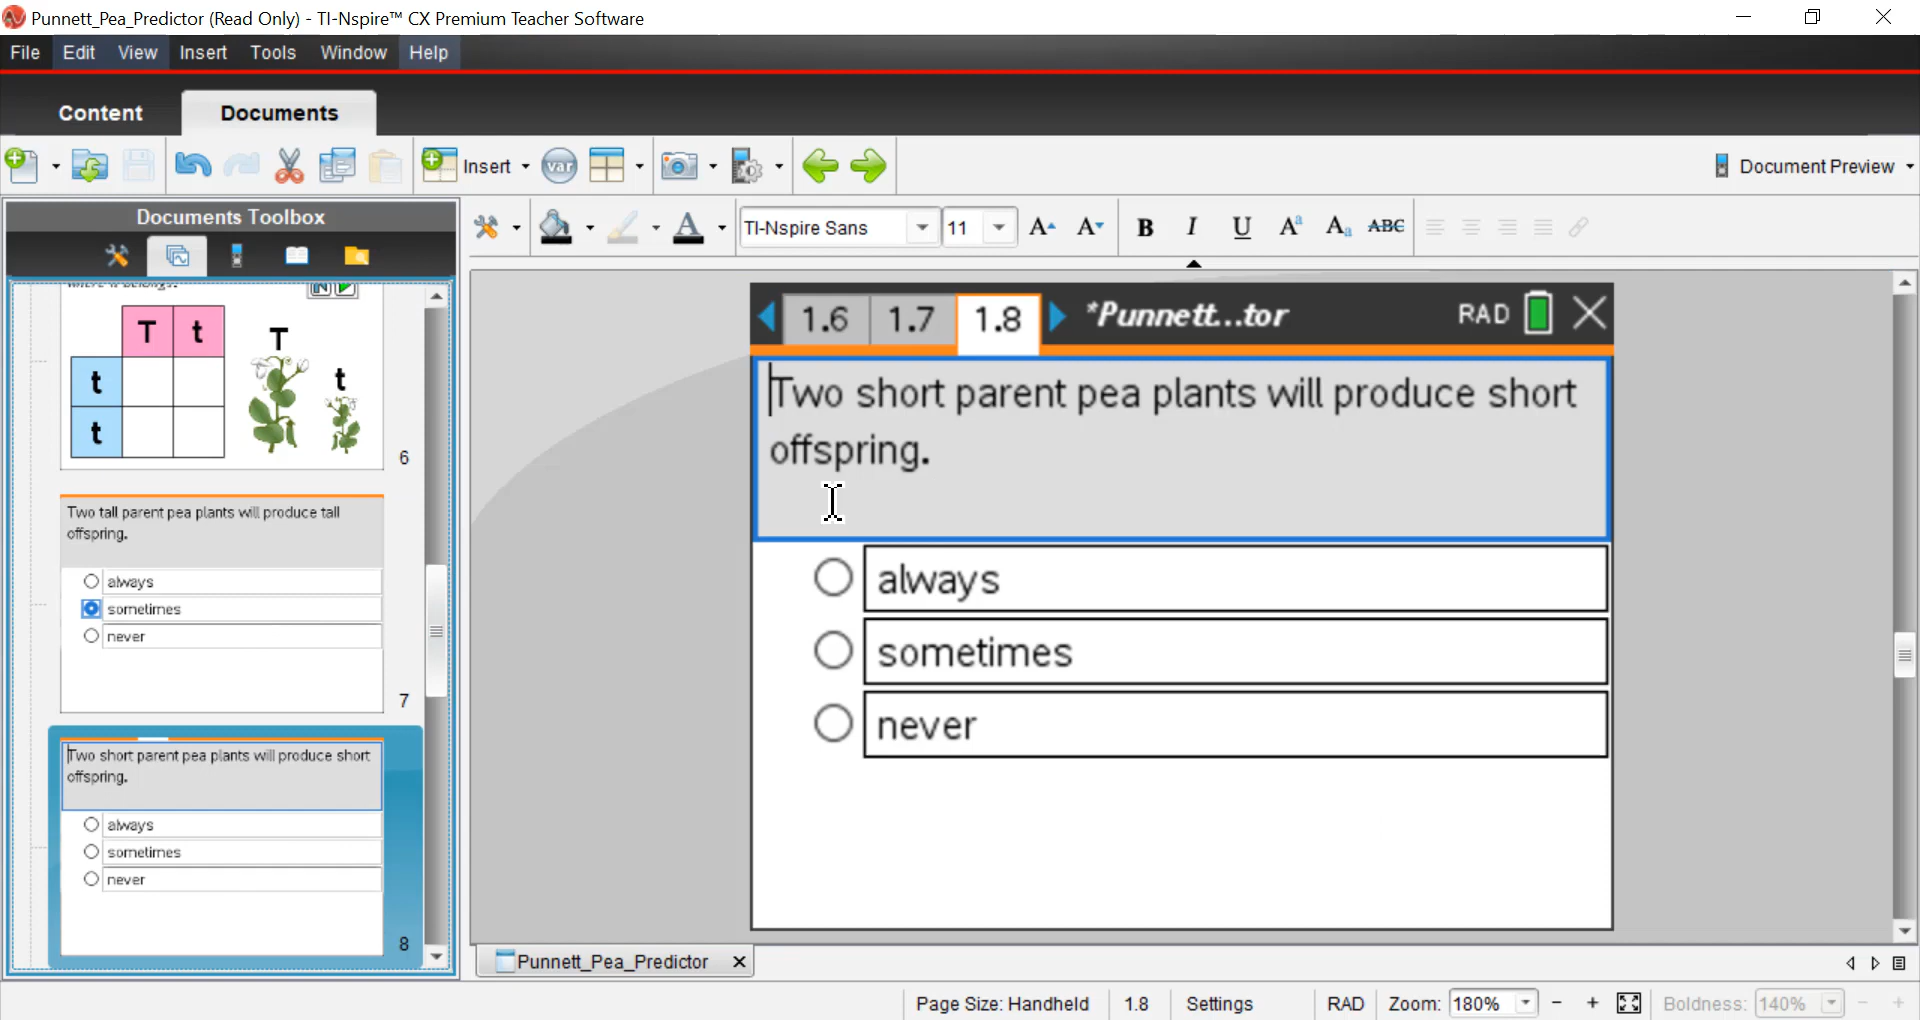 Punnett_Pea_Predictor (Read Only) - TI-Nspire™ CX Premium Teacher Software
File Edit View Insert Tools Window Help
Content Documents
Insert var Document Preview
Documents Toolbox
TI-Nspire Sans 11 A A B I U Aa Aa ABC
T t
t
t
T
t
6
Two tall parent pea plants will produce tall
offspring.
always
sometimes
never
7
Two short parent pea plants will produce short
offspring.
always
sometimes
never
8
1.6 1.7 1.8 *Punnett...tor RAD
Two short parent pea plants will produce short
offspring.
always
sometimes
never
Punnett_Pea_Predictor
Page Size: Handheld 1.8 Settings RAD Zoom: 180% - + Boldness: 140% - +